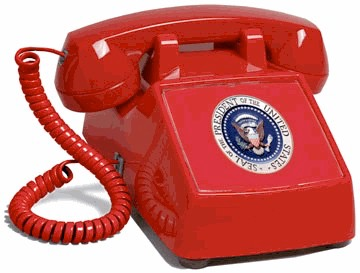 SEAL OF THE PRESIDENT OF THE UNITED STATES